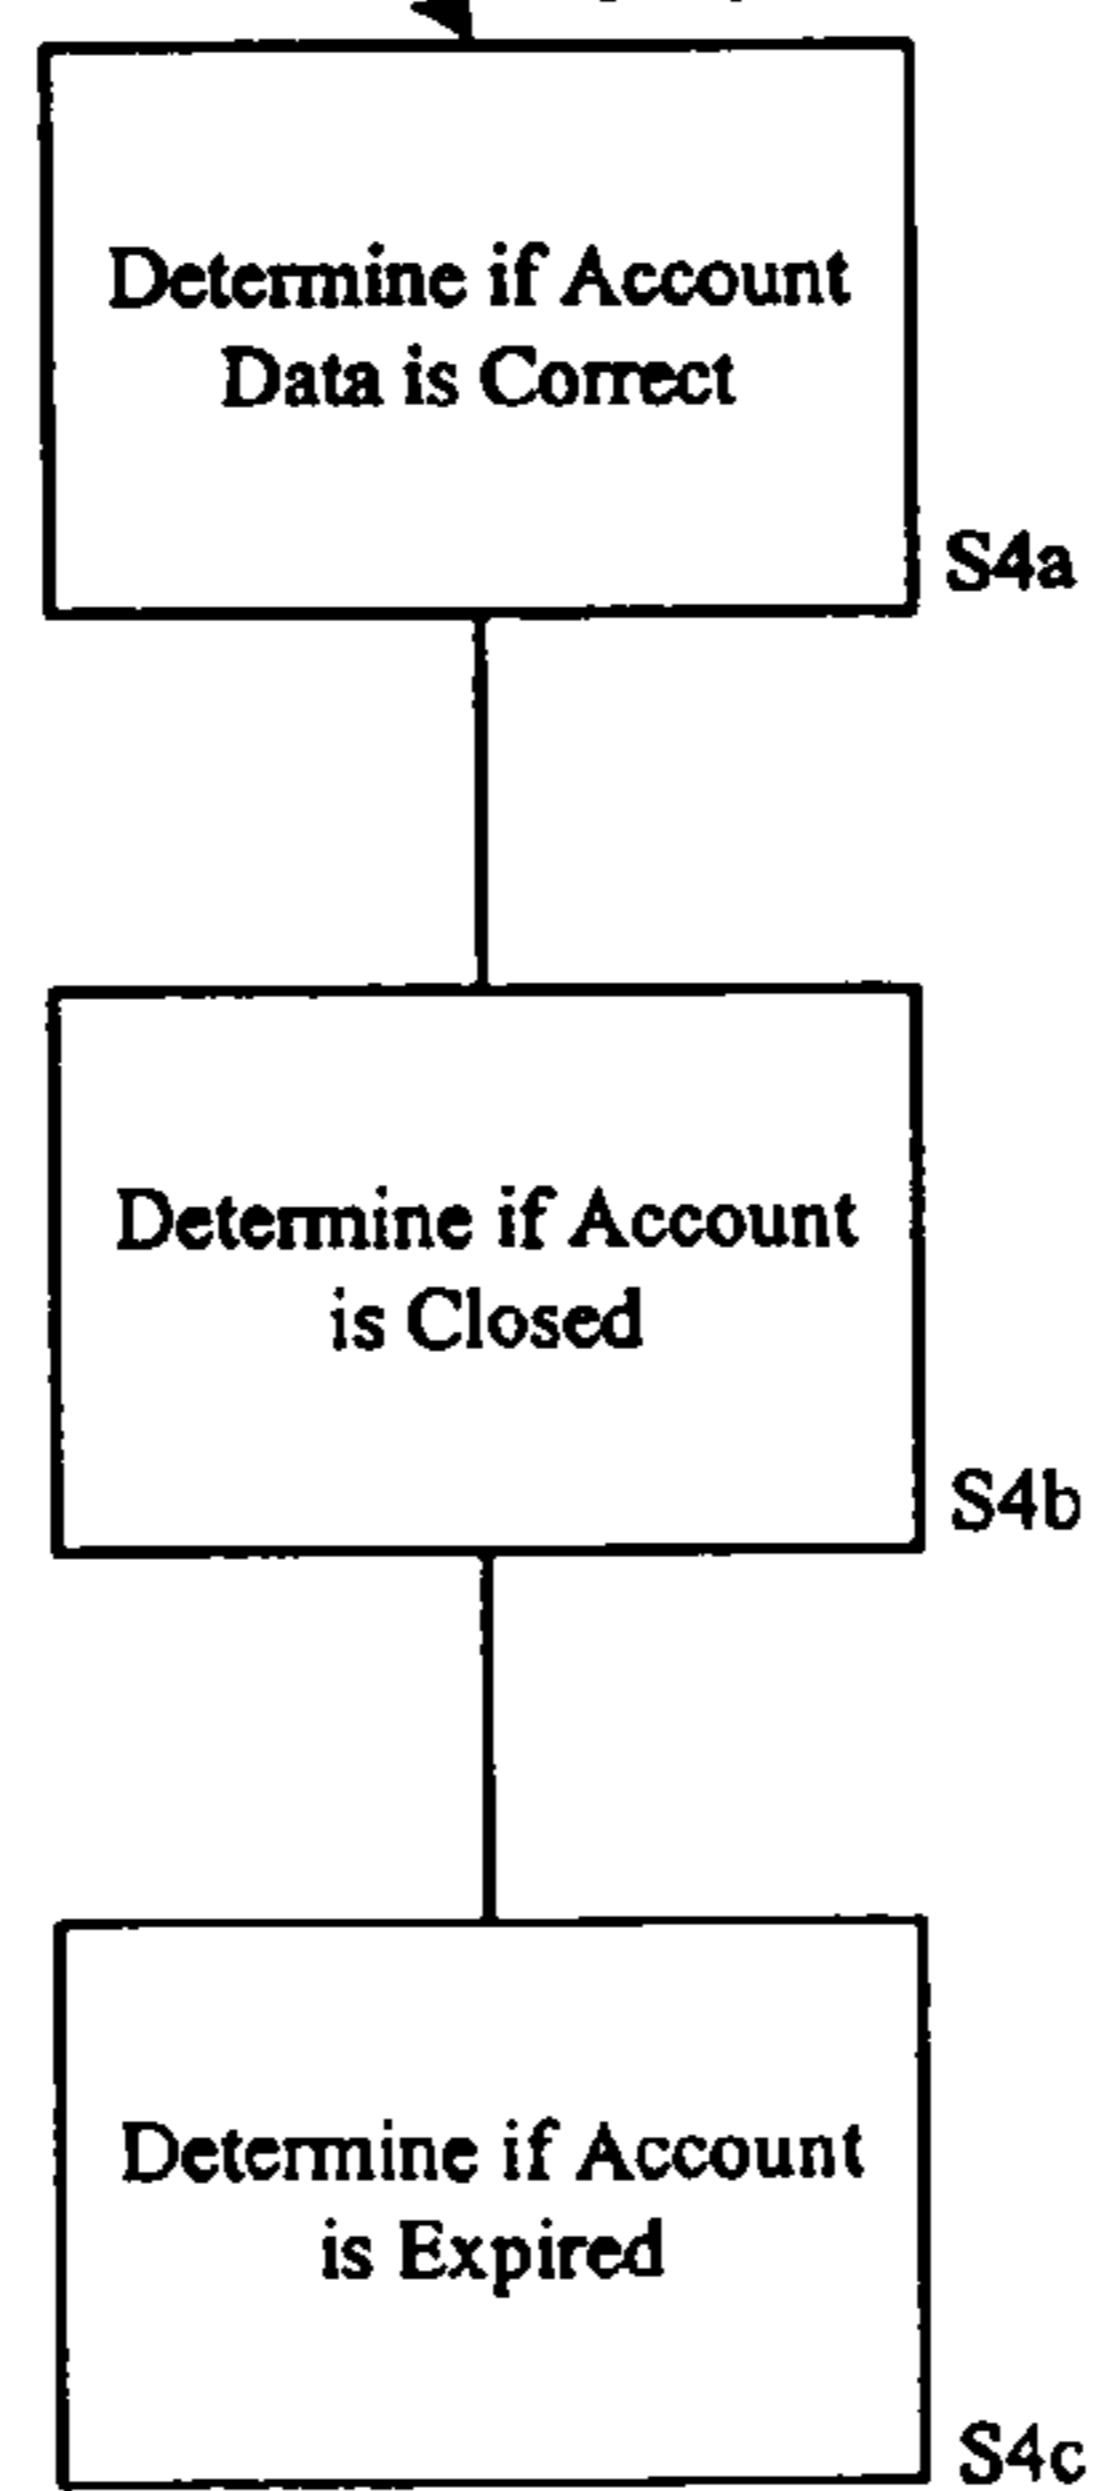 Determine if Account
Data is Correct
S4a
Determine if Account
is Closed
S4b
Determine if Account
is Expired
S4c